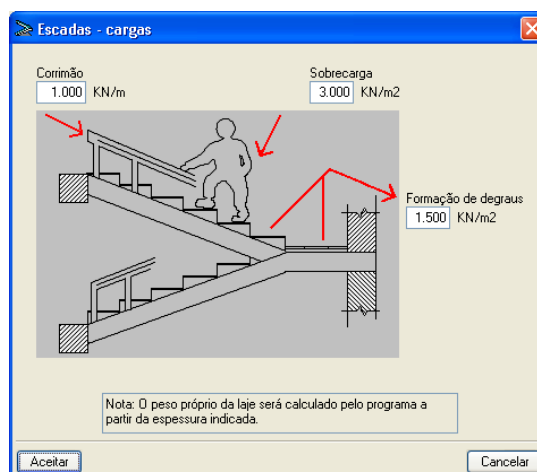 Escadas - cargas
Corrimão
1.000 KN/m
Sobrecarga
3.000 KN/m2
Formação de degraus
1.500 KN/m2
Nota: O peso próprio da laje será calculado pelo programa a
partir da espessura indicada.
Aceitar
Cancelar